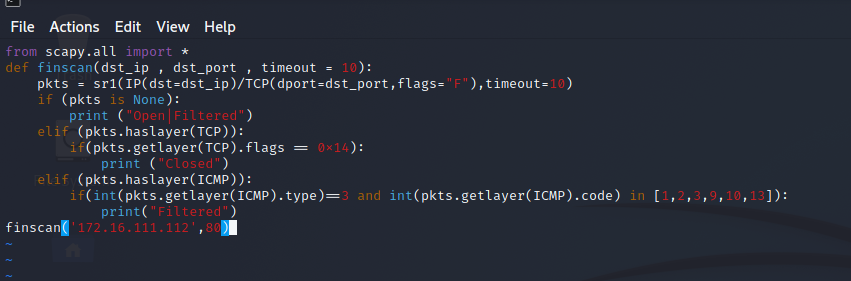 File Actions Edit View Help
from scapy.all import *
def finscan(dst_ip , dst_port , timeout = 10):
    pkts = sr1(IP(dst=dst_ip)/TCP(dport=dst_port,flags="F"),timeout=10)
    if (pkts is None):
        print ("Open|Filtered")
    elif (pkts.haslayer(TCP)):
        if(pkts.getlayer(TCP).flags == 0×14):
            print ("Closed")
    elif (pkts.haslayer(ICMP)):
        if(int(pkts.getlayer(ICMP).type)==3 and int(pkts.getlayer(ICMP).code) in [1,2,3,9,10,13]):
            print("Filtered")
finscan('172.16.111.112',80)
~
~
~